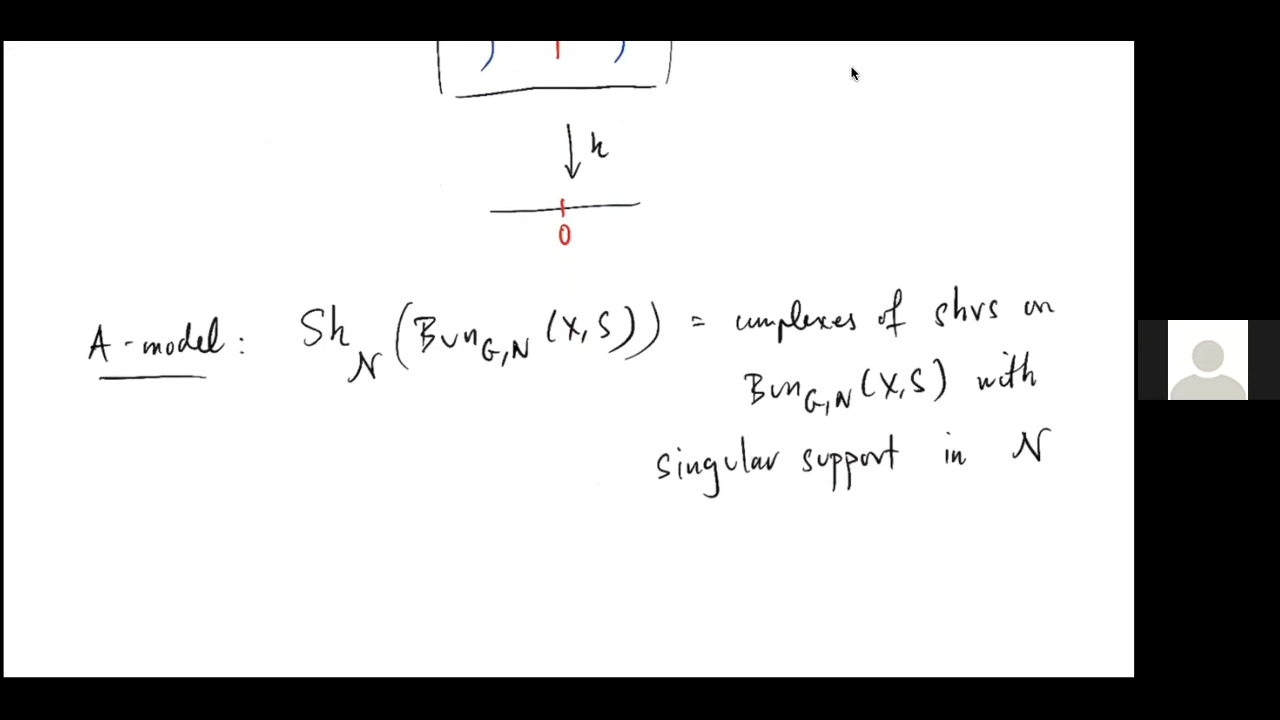 h
0
A-model: Sh_N (Bun_{G,N} (X,S)) = complexes of shvs on
Bun_{G,N} (X,S) with
singular support in N